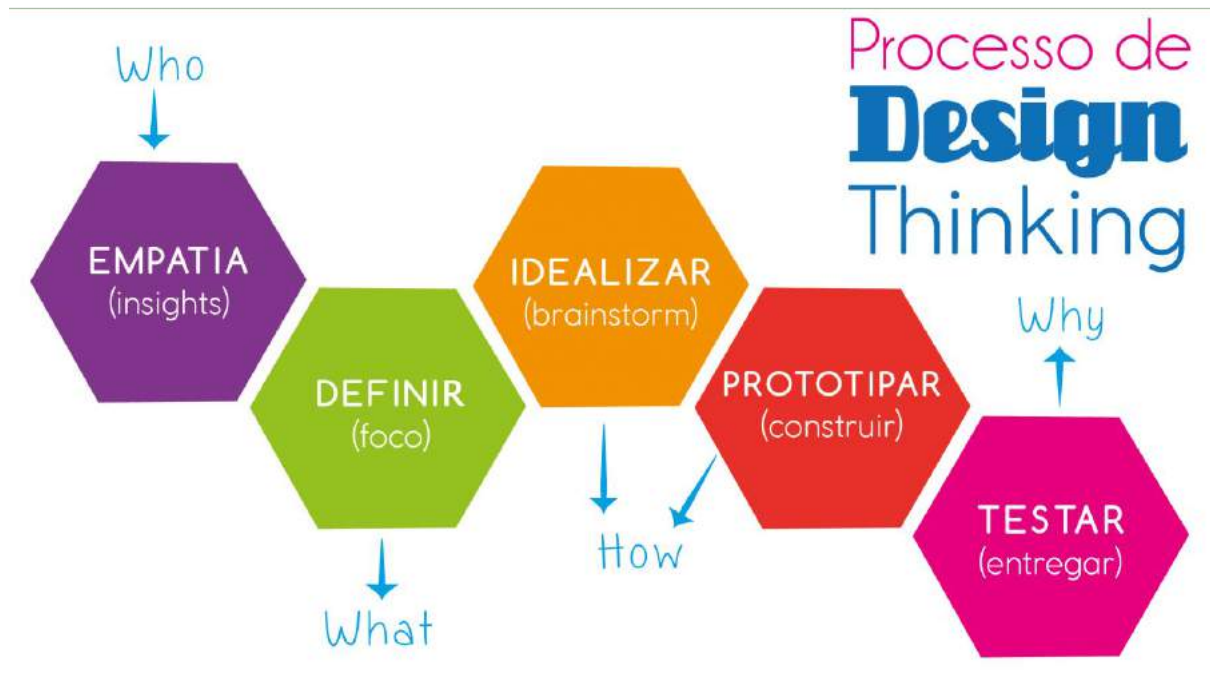 Processo de
Design
Thinking
Who
EMPATIA
(insights)
DEFINIR
(foco)
What
IDEALIZAR
(brainstorm)
How
PROTOTIPAR
(construir)
TESTAR
(entregar)
Why